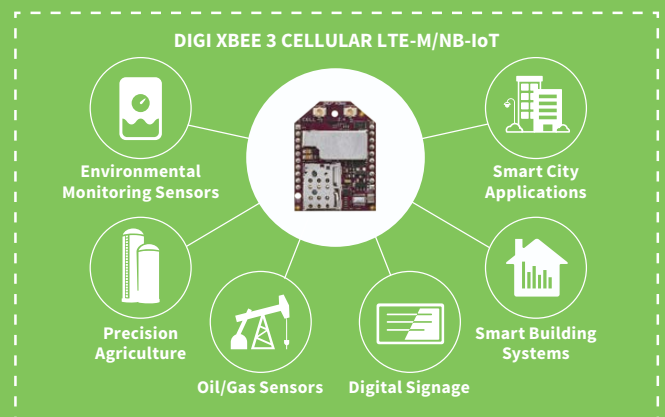 DIGI XBEE 3 CELLULAR LTE-M/NB-IoT
Environmental
Monitoring Sensors
Smart City
Applications
Precision
Agriculture
Smart Building
Systems
Oil/Gas Sensors
Digital Signage